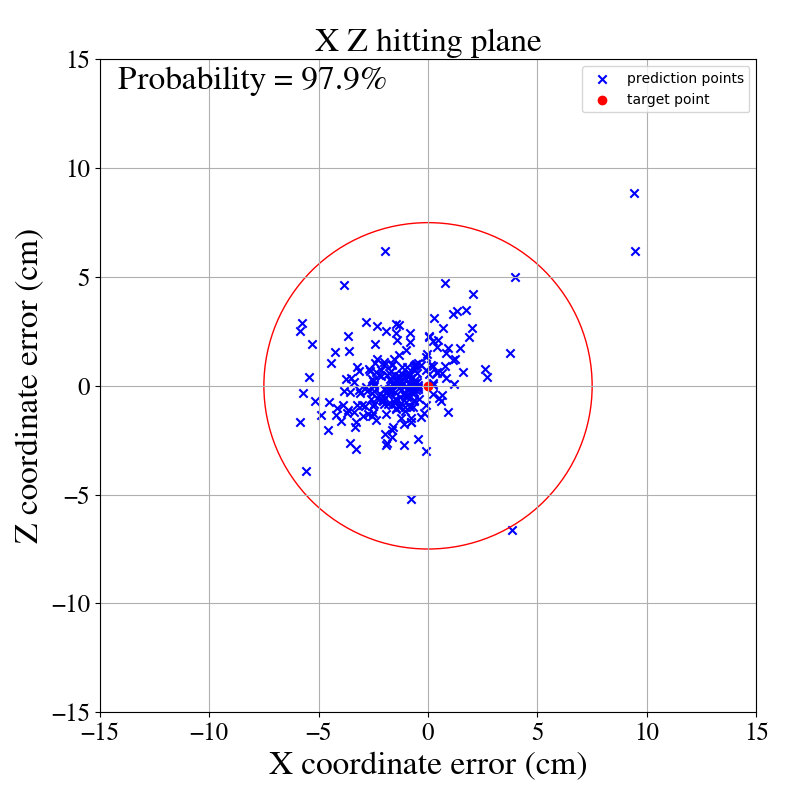 X Z hitting plane
Probability = 97.9%
prediction points
target point
Z coordinate error (cm)
15
10
5
0
−5
−10
−15
−15
−10
−5
0
5
10
15
X coordinate error (cm)